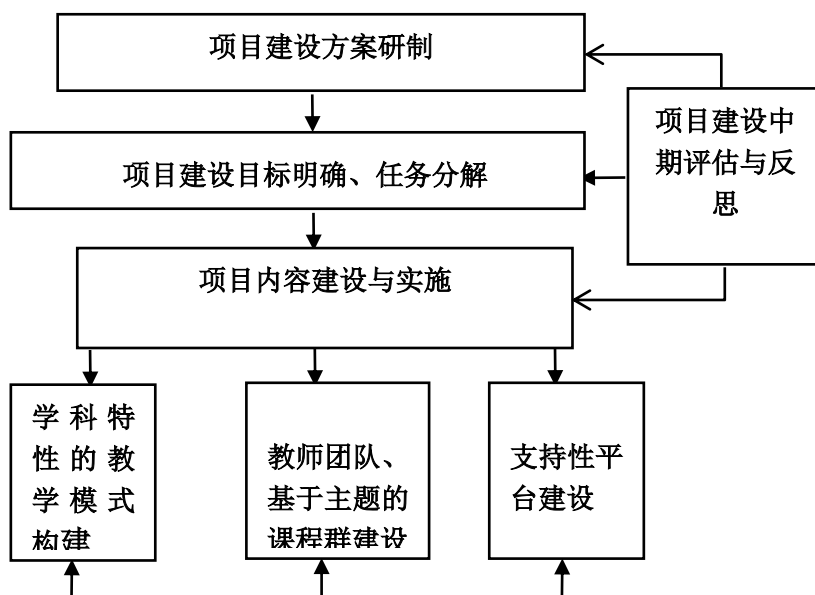 项目建设方案研制
项目建设中
期评估与反
思
项目建设目标明确、任务分解
项目内容建设与实施
学科特
性的教
学模式
构建
教师团队、
基于主题的
课程群建设
支持性平
台建设